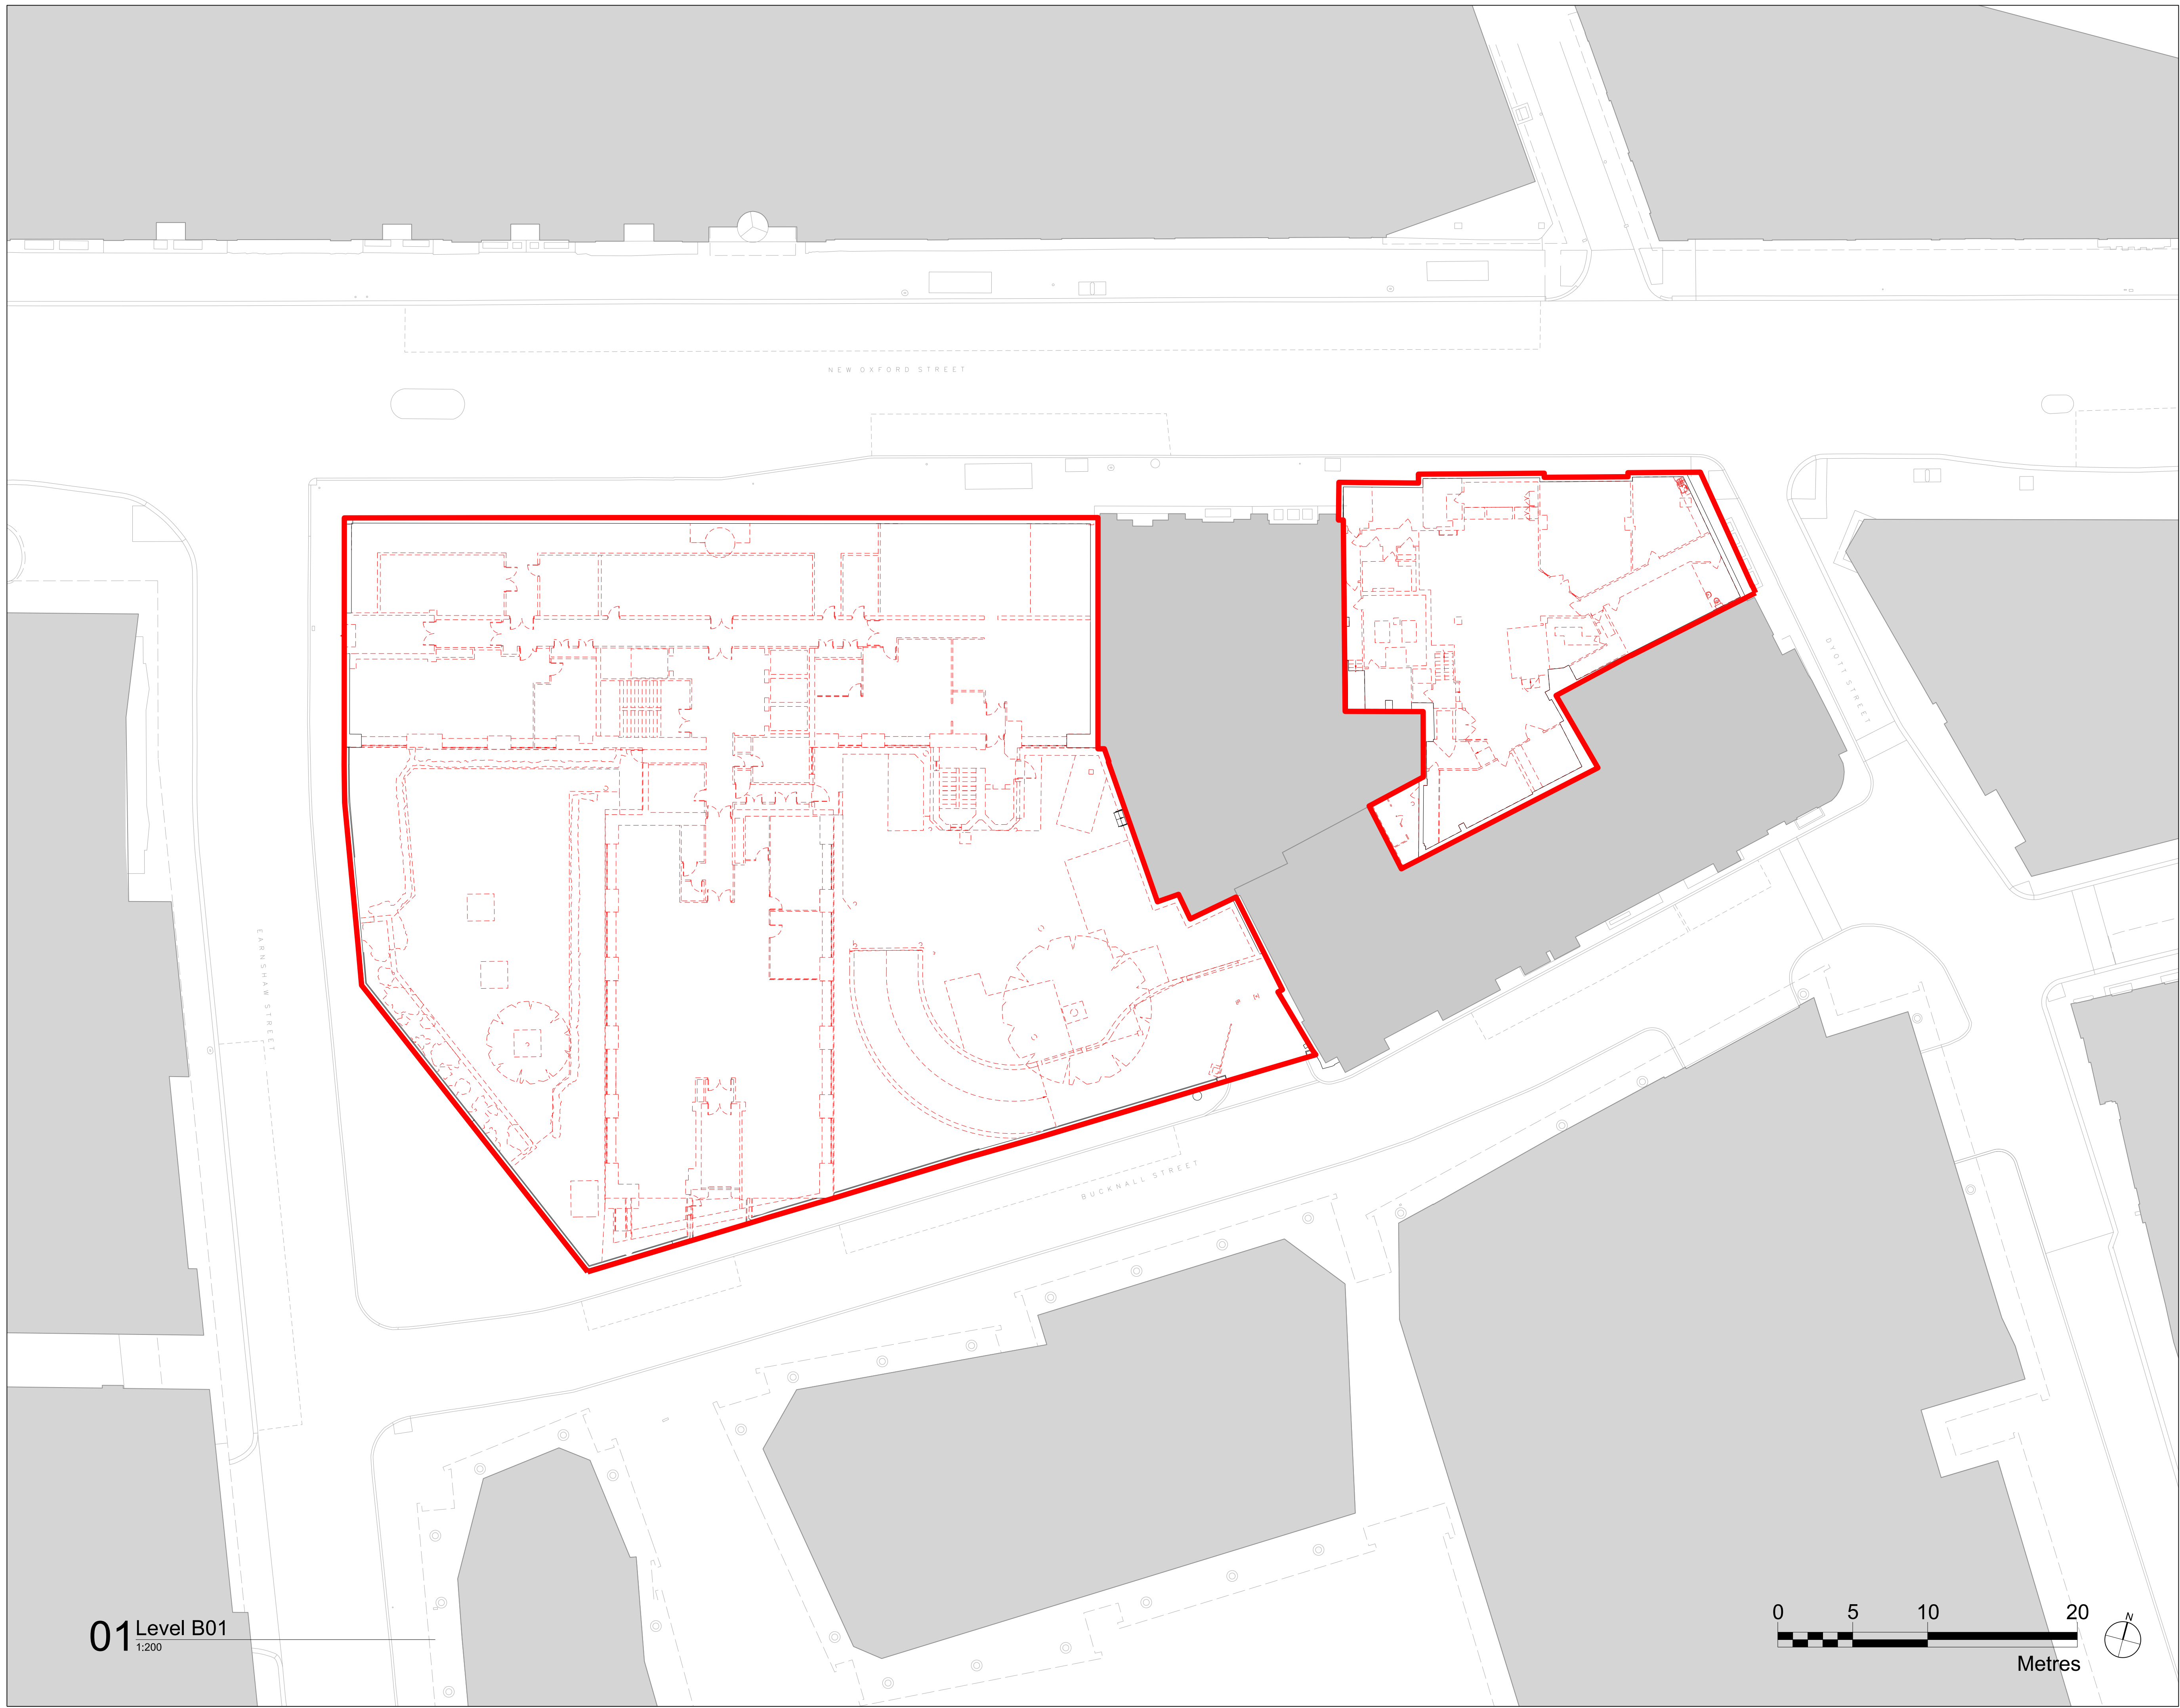 NEW OXFORD STREET
DYOTT STREET
EARNSHAW STREET
BUCKNALL STREET
01 Level B01
1:200
0 5 10 20
Metres
N